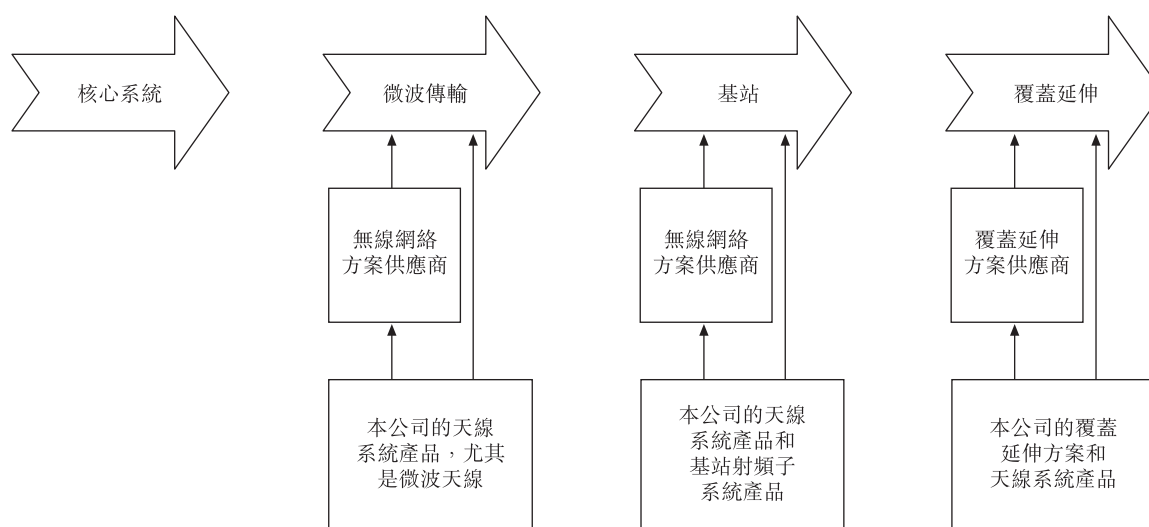 核心系統
微波傳輸
基站
覆蓋延伸
無線網絡
方案供應商
無線網絡
方案供應商
覆蓋延伸
方案供應商
本公司的天線
系統產品，尤其
是微波天線
本公司的天線
系統產品和
基站射頻子
系統產品
本公司的覆蓋
延伸方案和
天線系統產品